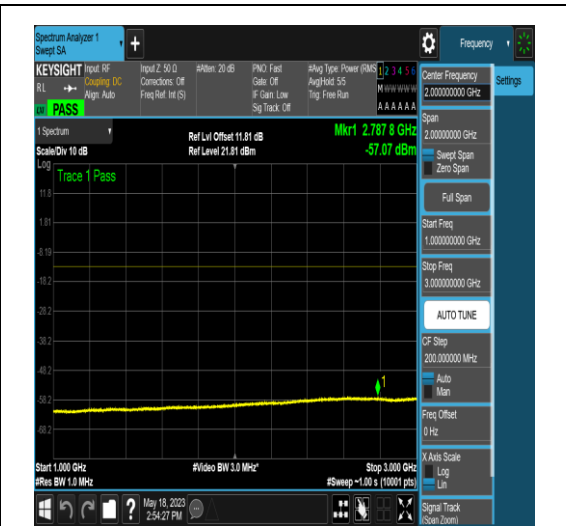 Spectrum Analyzer 1
Swept SA
+
Frequency
KEYSIGHT
Input: RF
Coupling: DC
Align: Auto
RL
PASS
Input Z: 50 Ω
Corrections: Off
Freq Ref: Int (S)
#Atten: 20 dB
PNO: Fast
Gate: Off
IF Gain: Low
Sig Track: Off
#Avg Type: Power (RMS
Avg|Hold: 5/5
Trig: Free Run
1 2 3 4 5 6
M W W W W W
A A A A A A
1 Spectrum
Scale/Div 10 dB
Ref Lvl Offset 11.81 dB
Ref Level 21.81 dBm
Mkr1 2.787 8 GHz
-57.07 dBm
Log
Trace 1 Pass
11.8
1.81
-8.19
-18.2
-28.2
-38.2
-48.2
-58.2
-68.2
1
Start 1.000 GHz
#Res BW 1.0 MHz
#Video BW 3.0 MHz*
Stop 3.000 GHz
#Sweep ~1.00 s (10001 pts)
Center Frequency
2.000000000 GHz
Settings
Span
2.00000000 GHz
Swept Span
Zero Span
Full Span
Start Freq
1.000000000 GHz
Stop Freq
3.000000000 GHz
AUTO TUNE
CF Step
200.000000 MHz
Auto
Man
Freq Offset
0 Hz
X Axis Scale
Log
Lin
Signal Track
(Span Zoom)
?
May 18, 2023
2:54:27 PM